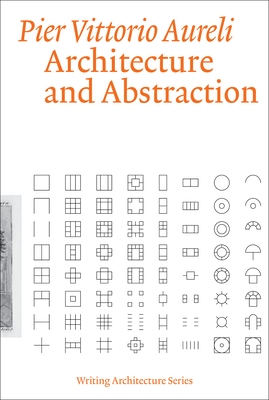 Pier Vittorio Aureli
Architecture
and Abstraction
Writing Architecture Series